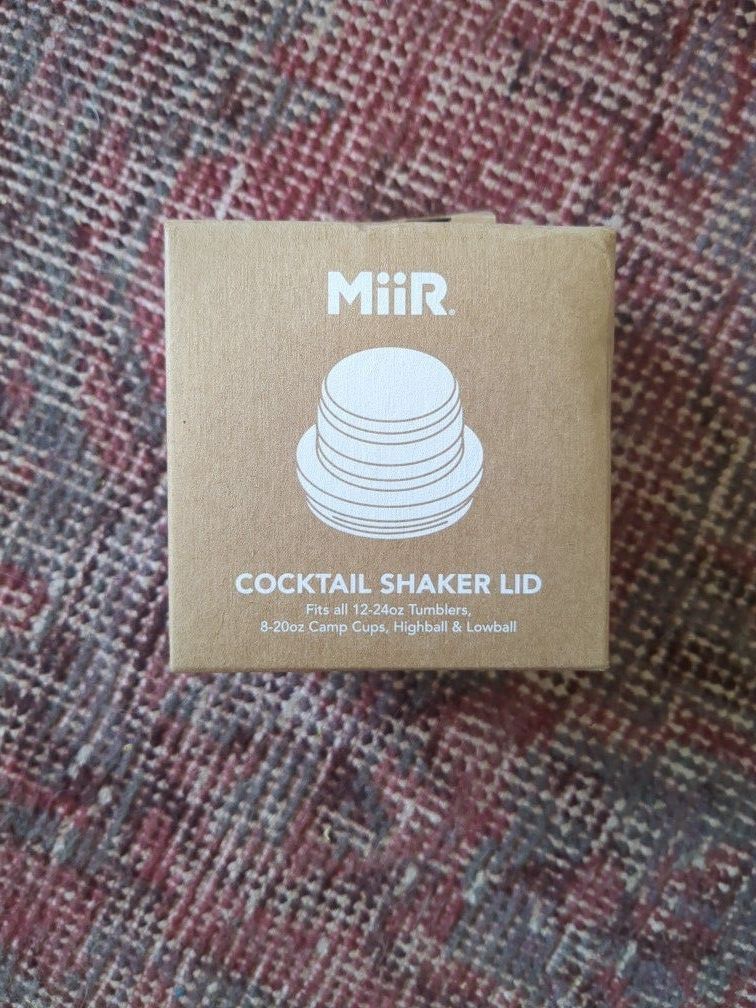 MiiR.
COCKTAIL SHAKER LID
Fits all 12-24oz Tumblers,
8-20oz Camp Cups, Highball & Lowball